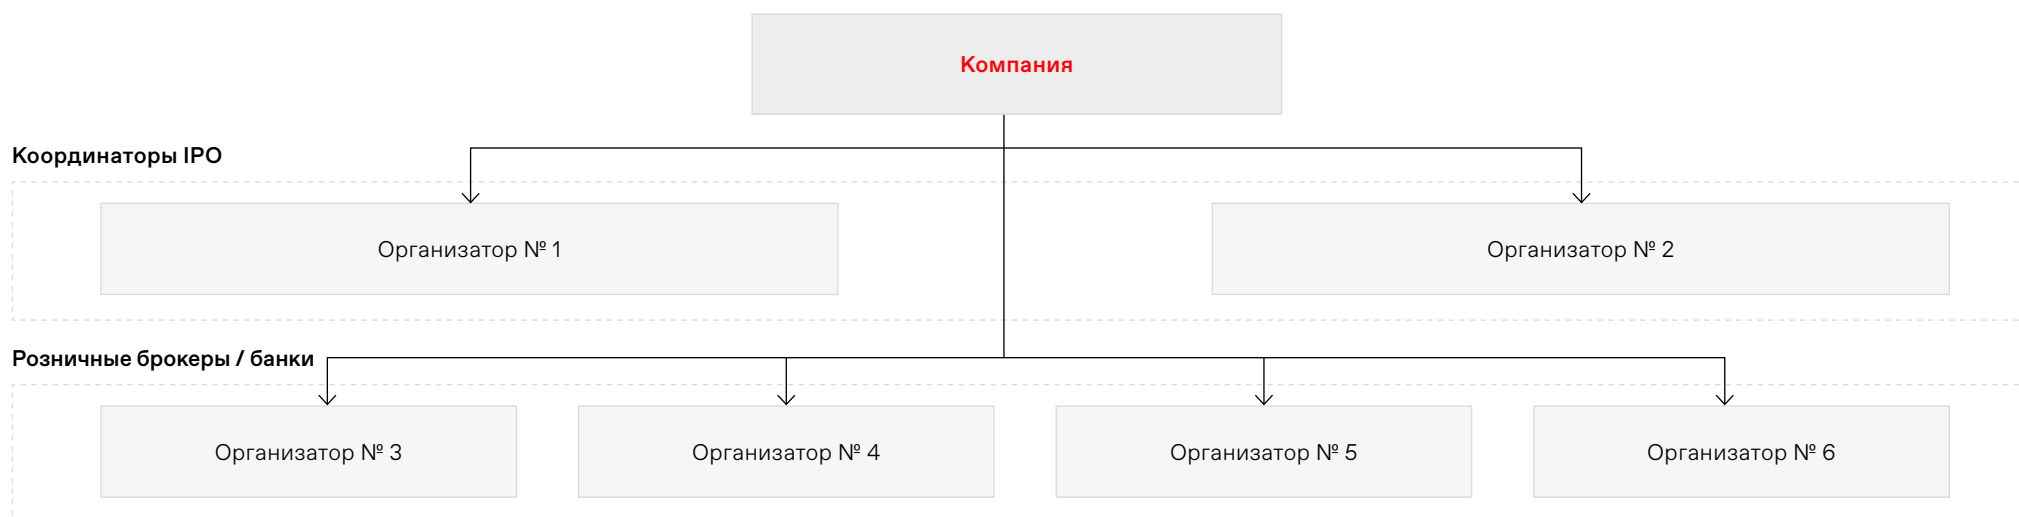 Компания
Координаторы IPO
Организатор № 1
Организатор № 2
Розничные брокеры / банки
Организатор № 3
Организатор № 4
Организатор № 5
Организатор № 6